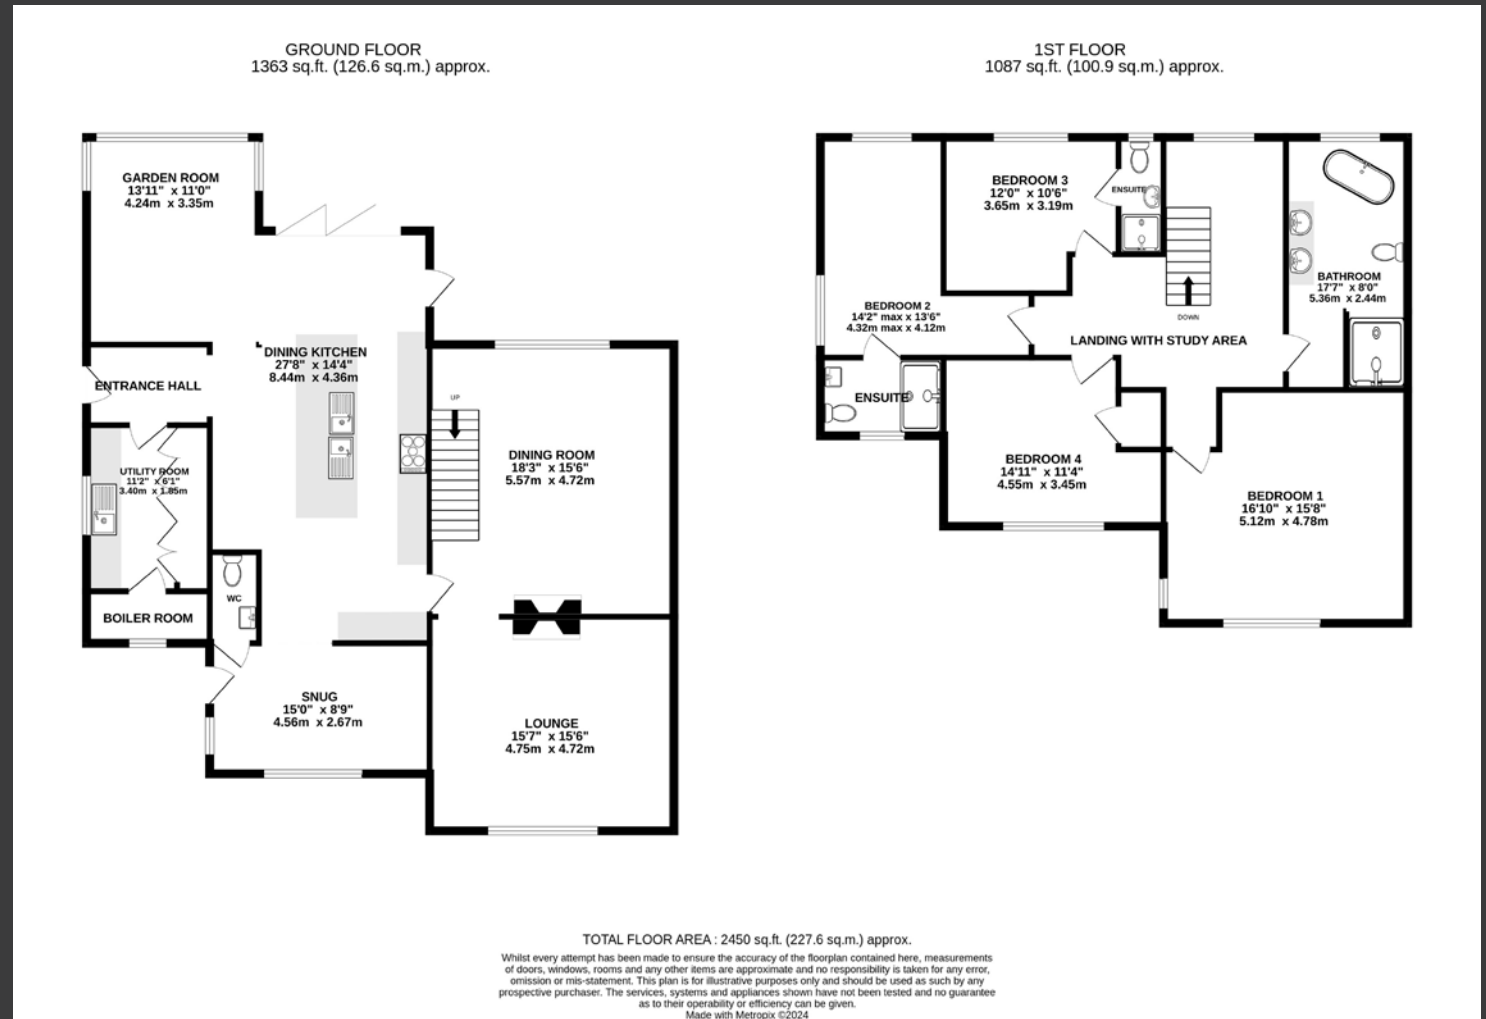 GROUND FLOOR
1363 sq.ft. (126.6 sq.m.) approx.
GARDEN ROOM
13'11" x 11'0"
4.24m x 3.35m
DINING KITCHEN
27'8" x 14'4"
8.44m x 4.36m
ENTRANCE HALL
UP
DINING ROOM
18'3" x 15'6"
5.57m x 4.72m
UTILITY ROOM
11'2" x 6'1"
3.40m x 1.85m
WC
BOILER ROOM
SNUG
15'0" x 8'9"
4.56m x 2.67m
LOUNGE
15'7" x 15'6"
4.75m x 4.72m
1ST FLOOR
1087 sq.ft. (100.9 sq.m.) approx.
BEDROOM 3
12'0" x 10'6"
3.65m x 3.19m
ENSUITE
BATHROOM
17'7" x 8'0"
5.36m x 2.44m
BEDROOM 2
14'2" max x 13'6"
4.32m max x 4.12m
DOWN
LANDING WITH STUDY AREA
ENSUITE
BEDROOM 4
14'11" x 11'4"
4.55m x 3.45m
BEDROOM 1
16'10" x 15'8"
5.12m x 4.78m
TOTAL FLOOR AREA : 2450 sq.ft. (227.6 sq.m.) approx.
Whilst every attempt has been made to ensure the accuracy of the floorplan contained here, measurements
of doors, windows, rooms and any other items are approximate and no responsibility is taken for any error,
omission or mis-statement. This plan is for illustrative purposes only and should be used as such by any
prospective purchaser. The services, systems and appliances shown have not been tested and no guarantee
as to their operability or efficiency can be given.
Made with Metropix ©2024